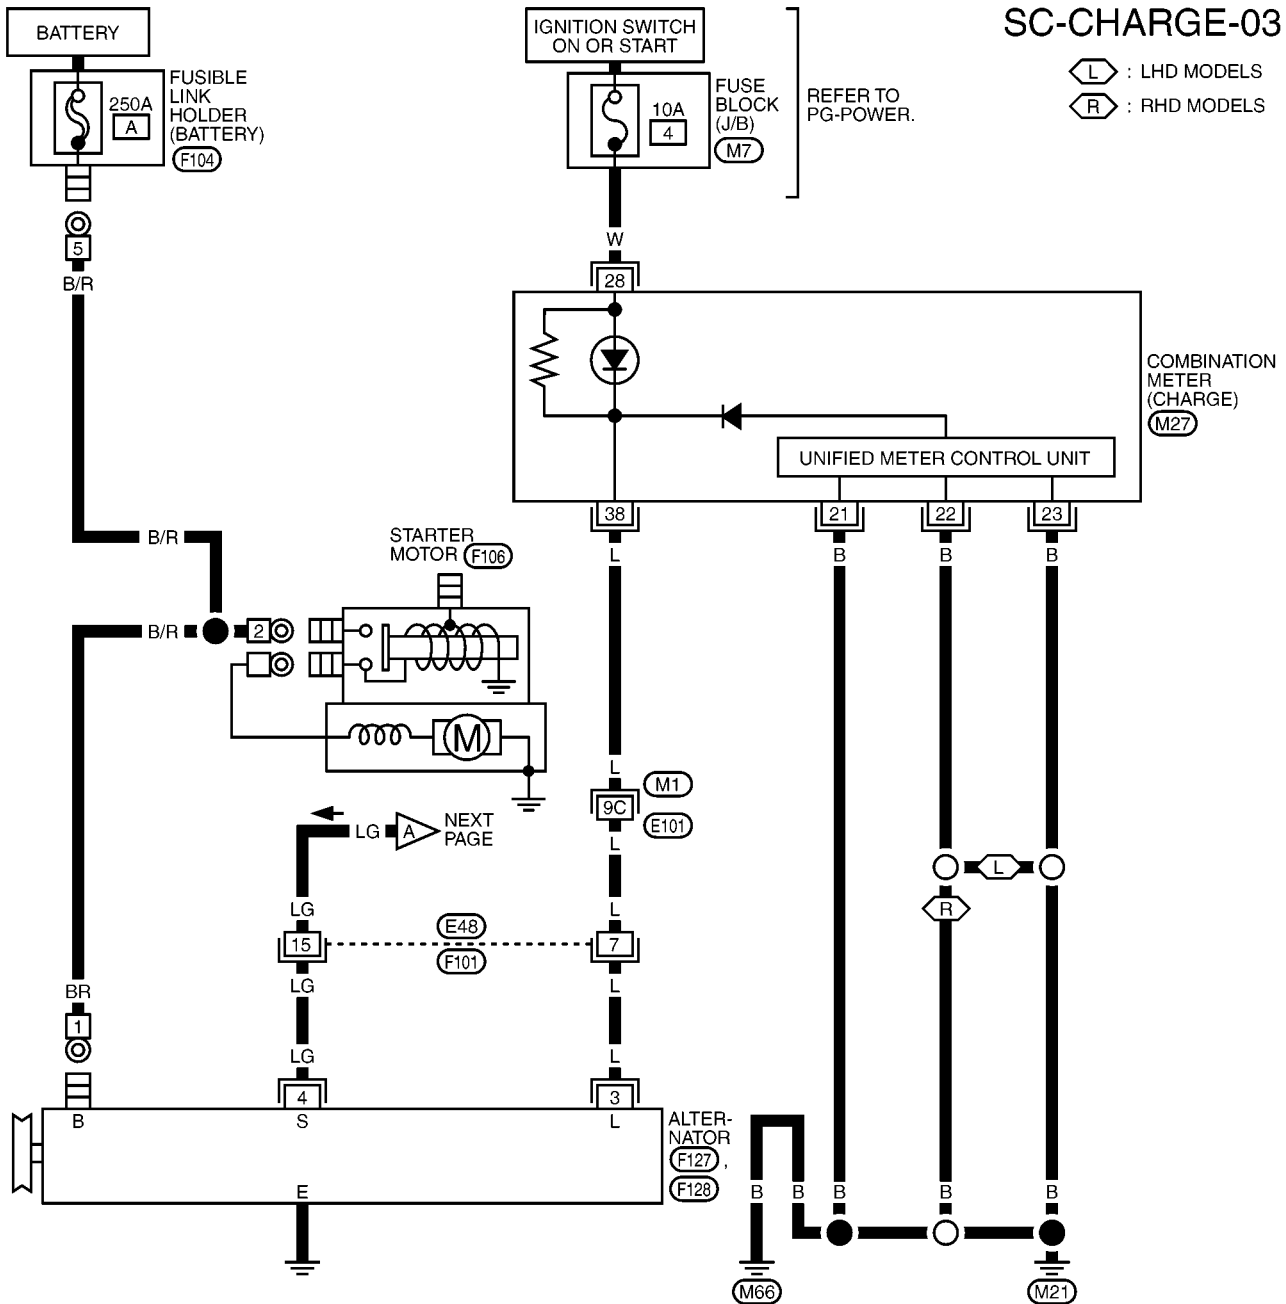 SC-CHARGE-03
L : LHD MODELS
R : RHD MODELS
BATTERY
250A
A
FUSIBLE
LINK
HOLDER
(BATTERY)
F104
IGNITION SWITCH
ON OR START
10A
4
FUSE
BLOCK
(J/B)
M7
REFER TO
PG-POWER.
5
B/R
W
28
COMBINATION
METER
(CHARGE)
M27
UNIFIED METER CONTROL UNIT
38
21
22
23
L
B
B
B
B/R
STARTER
MOTOR
F106
B/R
2
M
L
M1
9C
E101
L
LG
A
NEXT
PAGE
L
R
LG
L
15
E48
F101
7
LG
L
BR
1
LG
L
4
3
B
S
L
E
ALTER-
NATOR
F127 ,
F128
B
B
B
B
B
M66
M21